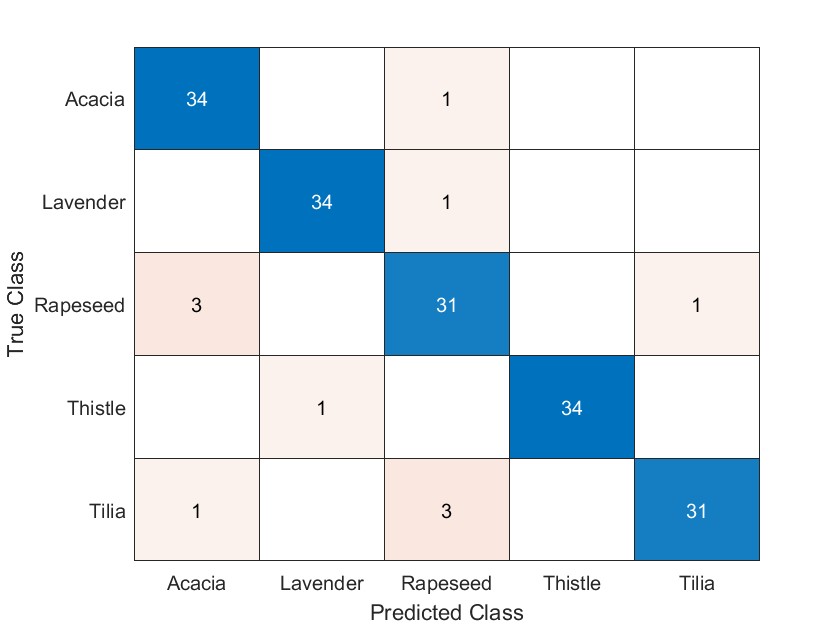 True Class
Acacia 34 1
Lavender 34 1
Rapeseed 3 31 1
Thistle 1 34
Tilia 1 3 31
Acacia Lavender Rapeseed Thistle Tilia
Predicted Class